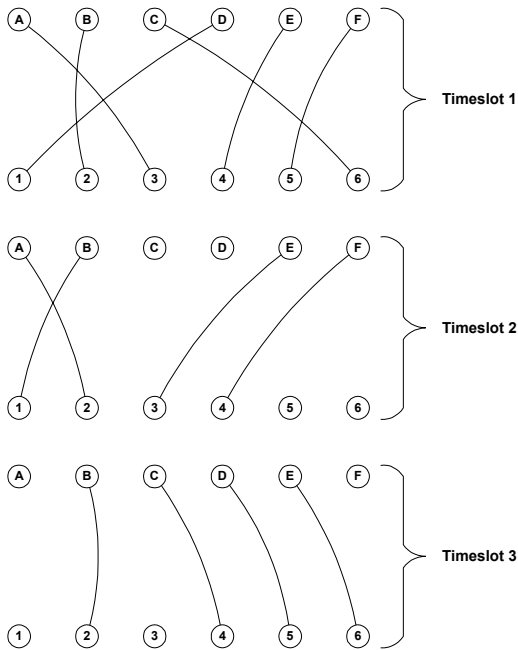 A B C D E F
Timeslot 1
1 2 3 4 5 6
A B C D E F
Timeslot 2
1 2 3 4 5 6
A B C D E F
Timeslot 3
1 2 3 4 5 6